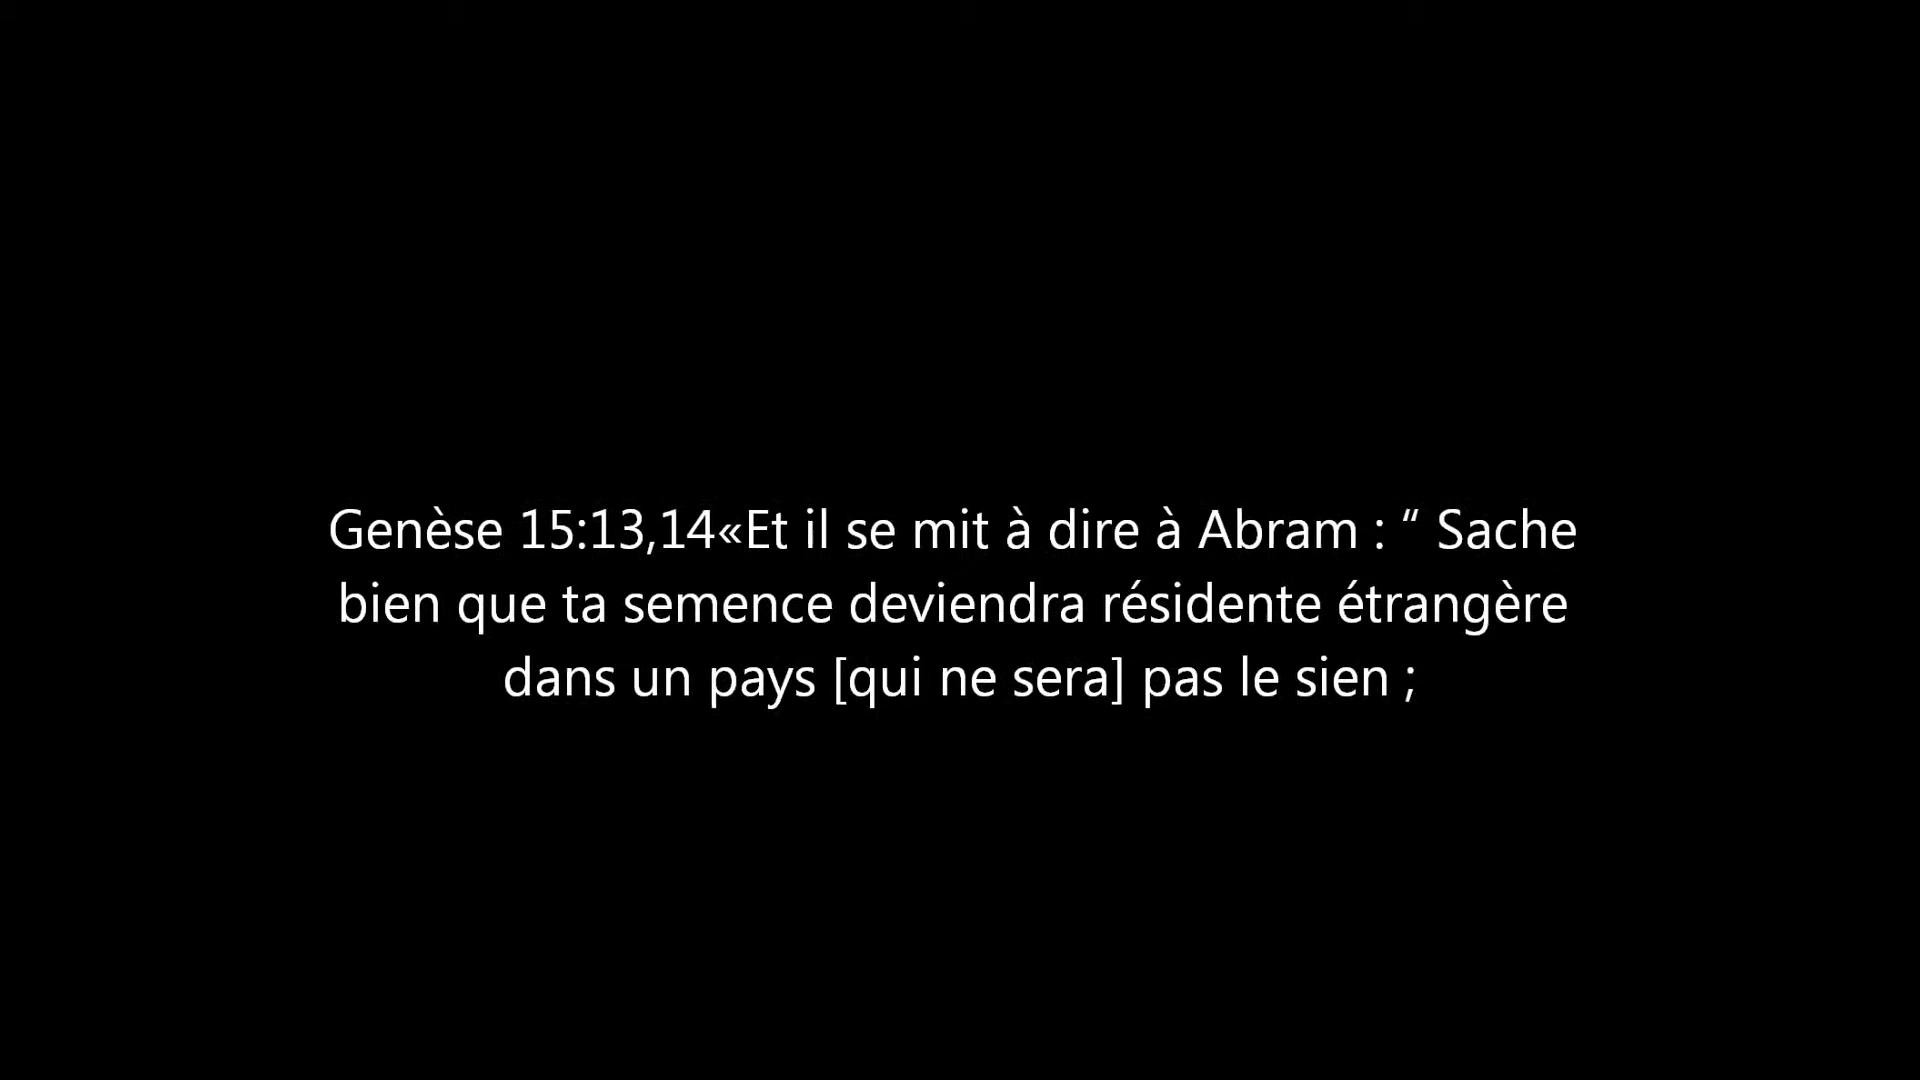 Genèse 15:13,14«Et il se mit à dire à Abram : “ Sache
bien que ta semence deviendra résidente étrangère
dans un pays [qui ne sera] pas le sien ;